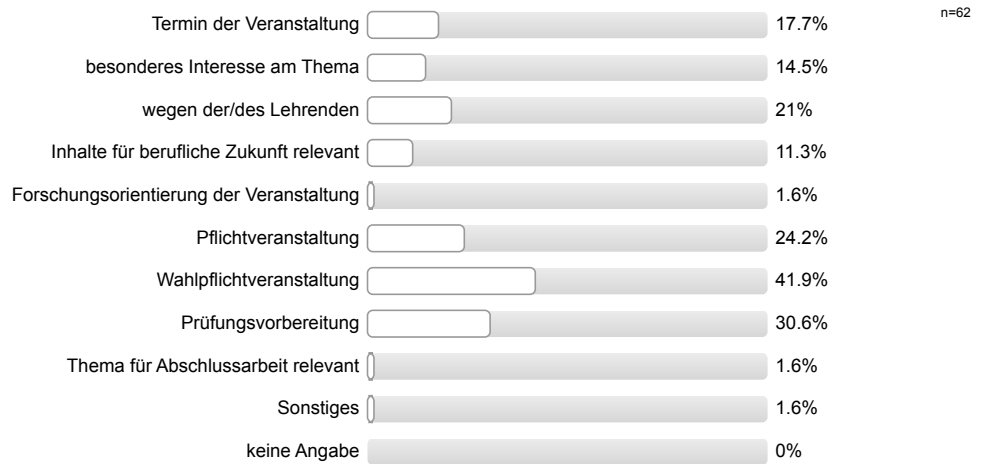 n=62
Termin der Veranstaltung 17.7%
besonderes Interesse am Thema 14.5%
wegen der/des Lehrenden 21%
Inhalte für berufliche Zukunft relevant 11.3%
Forschungsorientierung der Veranstaltung 1.6%
Pflichtveranstaltung 24.2%
Wahlpflichtveranstaltung 41.9%
Prüfungsvorbereitung 30.6%
Thema für Abschlussarbeit relevant 1.6%
Sonstiges 1.6%
keine Angabe 0%